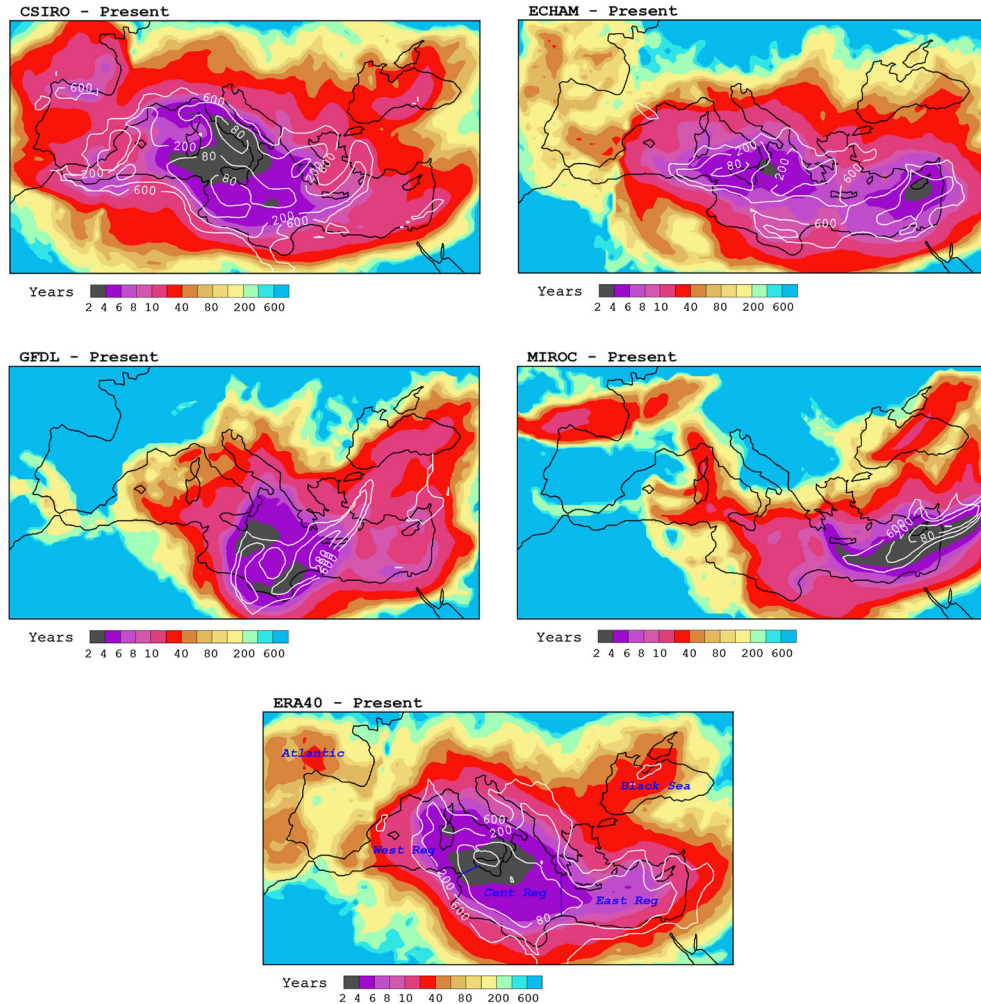 CSIRO - Present
ECHAM - Present
600
600
80
200
80
200
600
80
200
600
200
80
200
600
600
Years
2 4 6 8 10 40 80 200 600
Years
2 4 6 8 10 40 80 200 600
GFDL - Present
MIROC - Present
200
80
Years
2 4 6 8 10 40 80 200 600
Years
2 4 6 8 10 40 80 200 600
ERA40 - Present
Atlantic
Black Sea
600
200
West Reg
200
Cent Reg
East Reg
600
80
Years
2 4 6 8 10 40 80 200 600